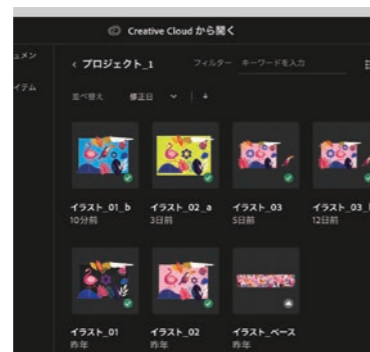 Creative Cloud から開く
ュメン
イテム
プロジェクト_1
フィルター
キーワードを入力
並べ替え
修正日
イラスト_01_b
10分前
イラスト_02_a
3日前
イラスト_03
5日前
イラスト_03_
12日前
イラスト_01
昨年
イラスト_02
昨年
イラスト_ベース
昨年